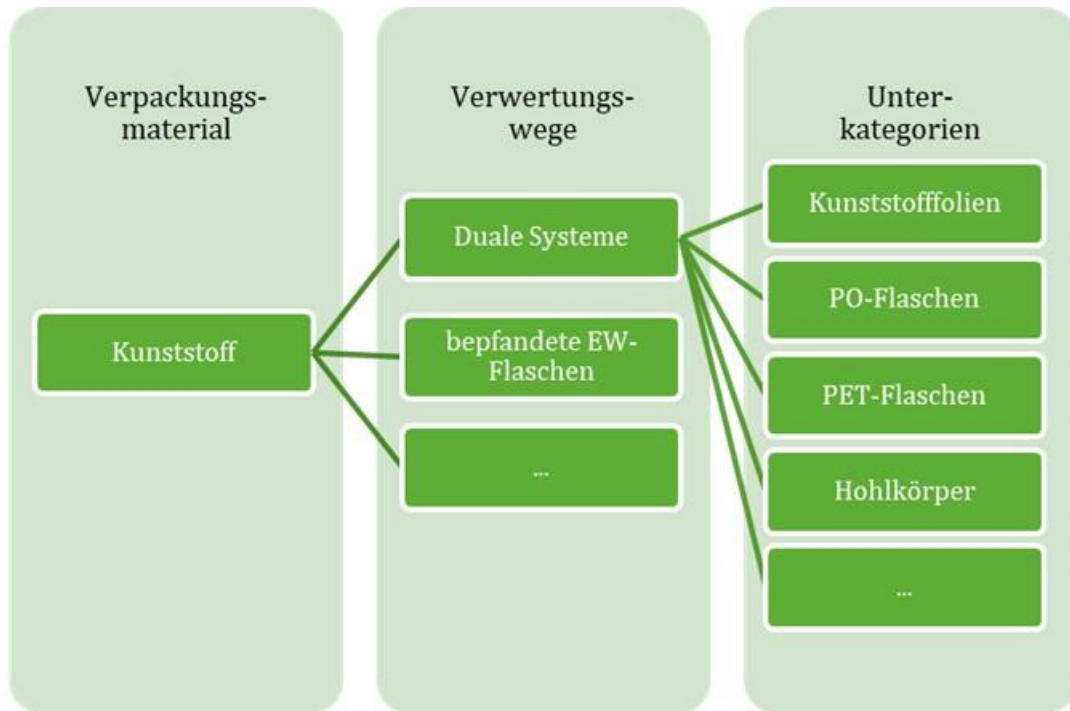 Verpackungs-
material
Kunststoff
Verwertungs-
wege
Duale Systeme
bepfandete EW-
Flaschen
...
Unter-
kategorien
Kunststofffolien
PO-Flaschen
PET-Flaschen
Hohlkörper
...